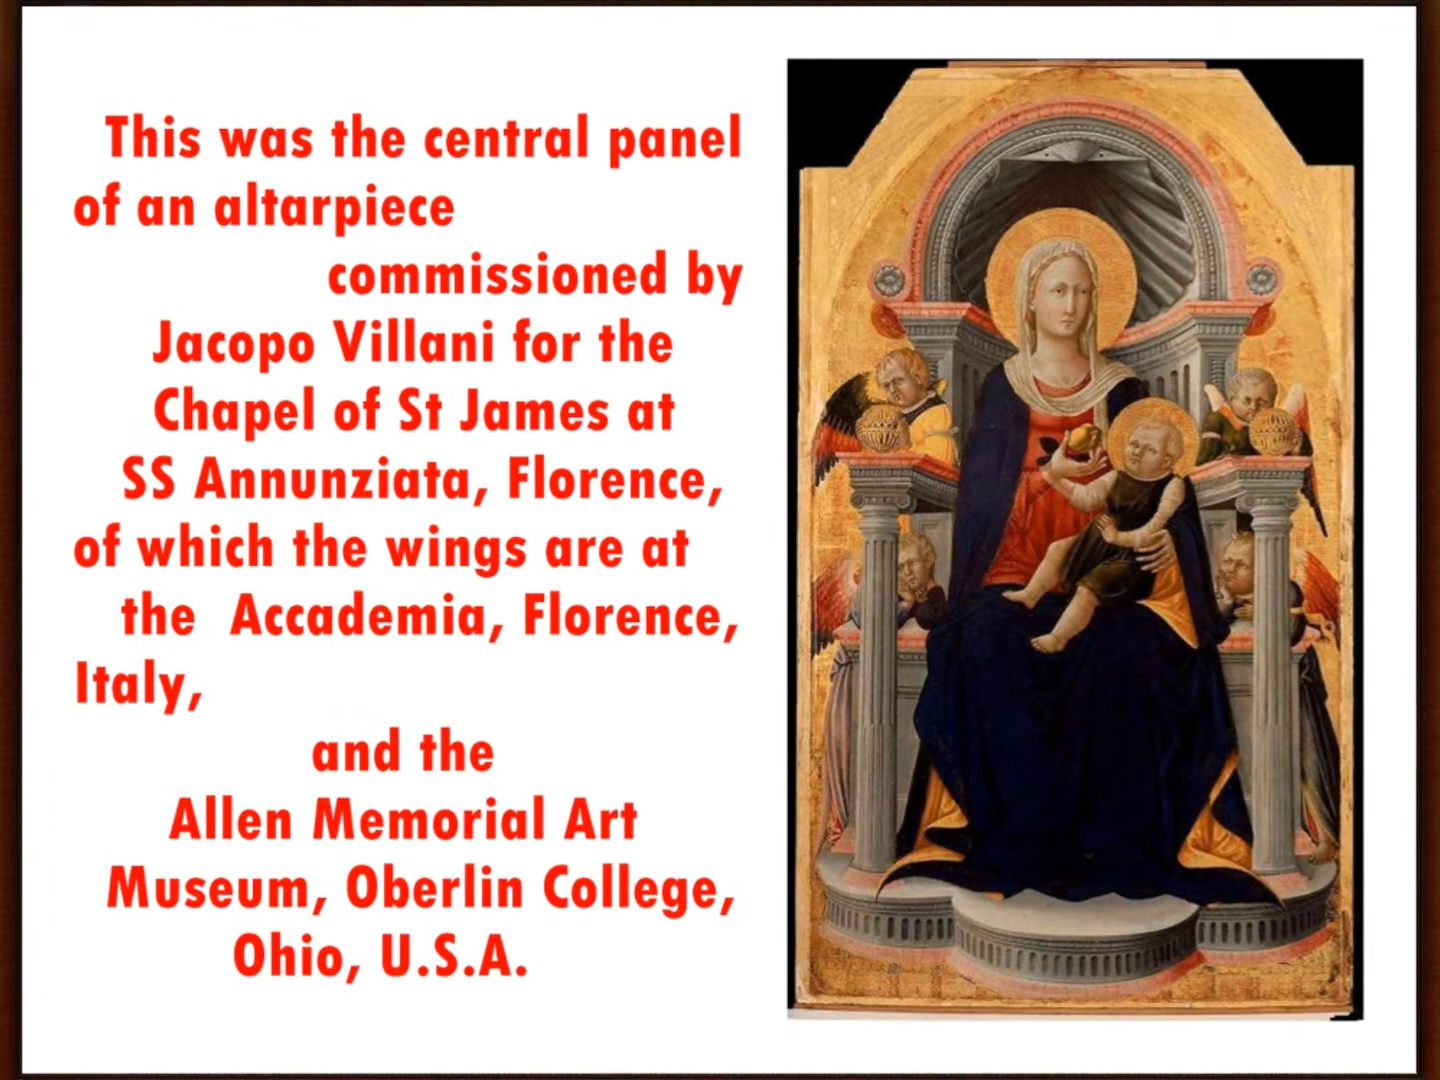 This was the central panel
of an altarpiece
commissioned by
Jacopo Villani for the
Chapel of St James at
SS Annunziata, Florence,
of which the wings are at
the Accademia, Florence,
Italy,
and the
Allen Memorial Art
Museum, Oberlin College,
Ohio, U.S.A.